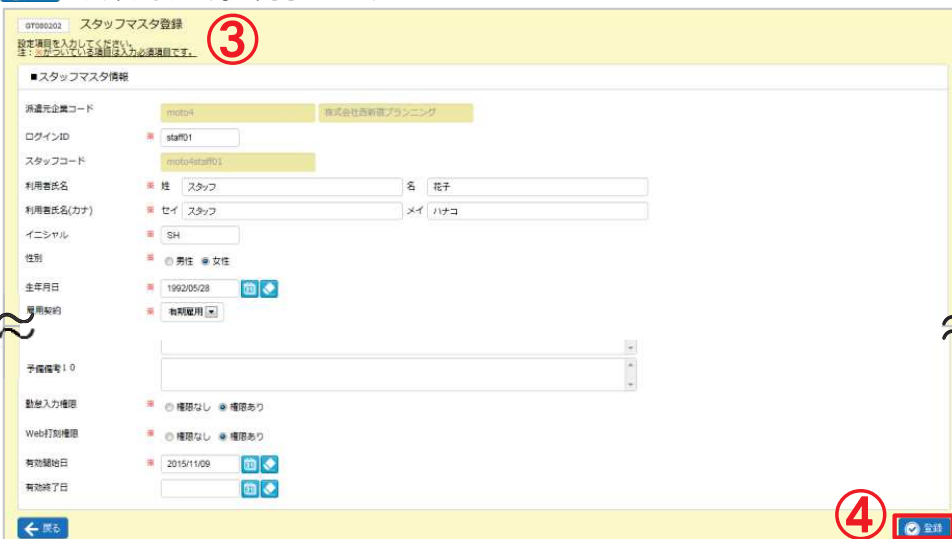 GT080202 スタッフマスタ登録
③
設定項目を入力してください。
注：※がついている項目は入力必須項目です。
■スタッフマスタ情報
派遣元企業コード moto4 株式会社西新宿プランニング
ログインID ※ staff01
スタッフコード moto4staff01
利用者氏名 ※ 姓 スタッフ 名 花子
利用者氏名(カナ) ※ セイ スタッフ メイ ハナコ
イニシャル ※ SH
性別 ※ 男性 女性
生年月日 ※ 1992/05/28
雇用契約 ※ 有期雇用
予備備考１０
勤怠入力権限 ※ 権限なし 権限あり
Web打刻権限 ※ 権限なし 権限あり
有効開始日 ※ 2015/11/09
有効終了日
戻る ④ 登録